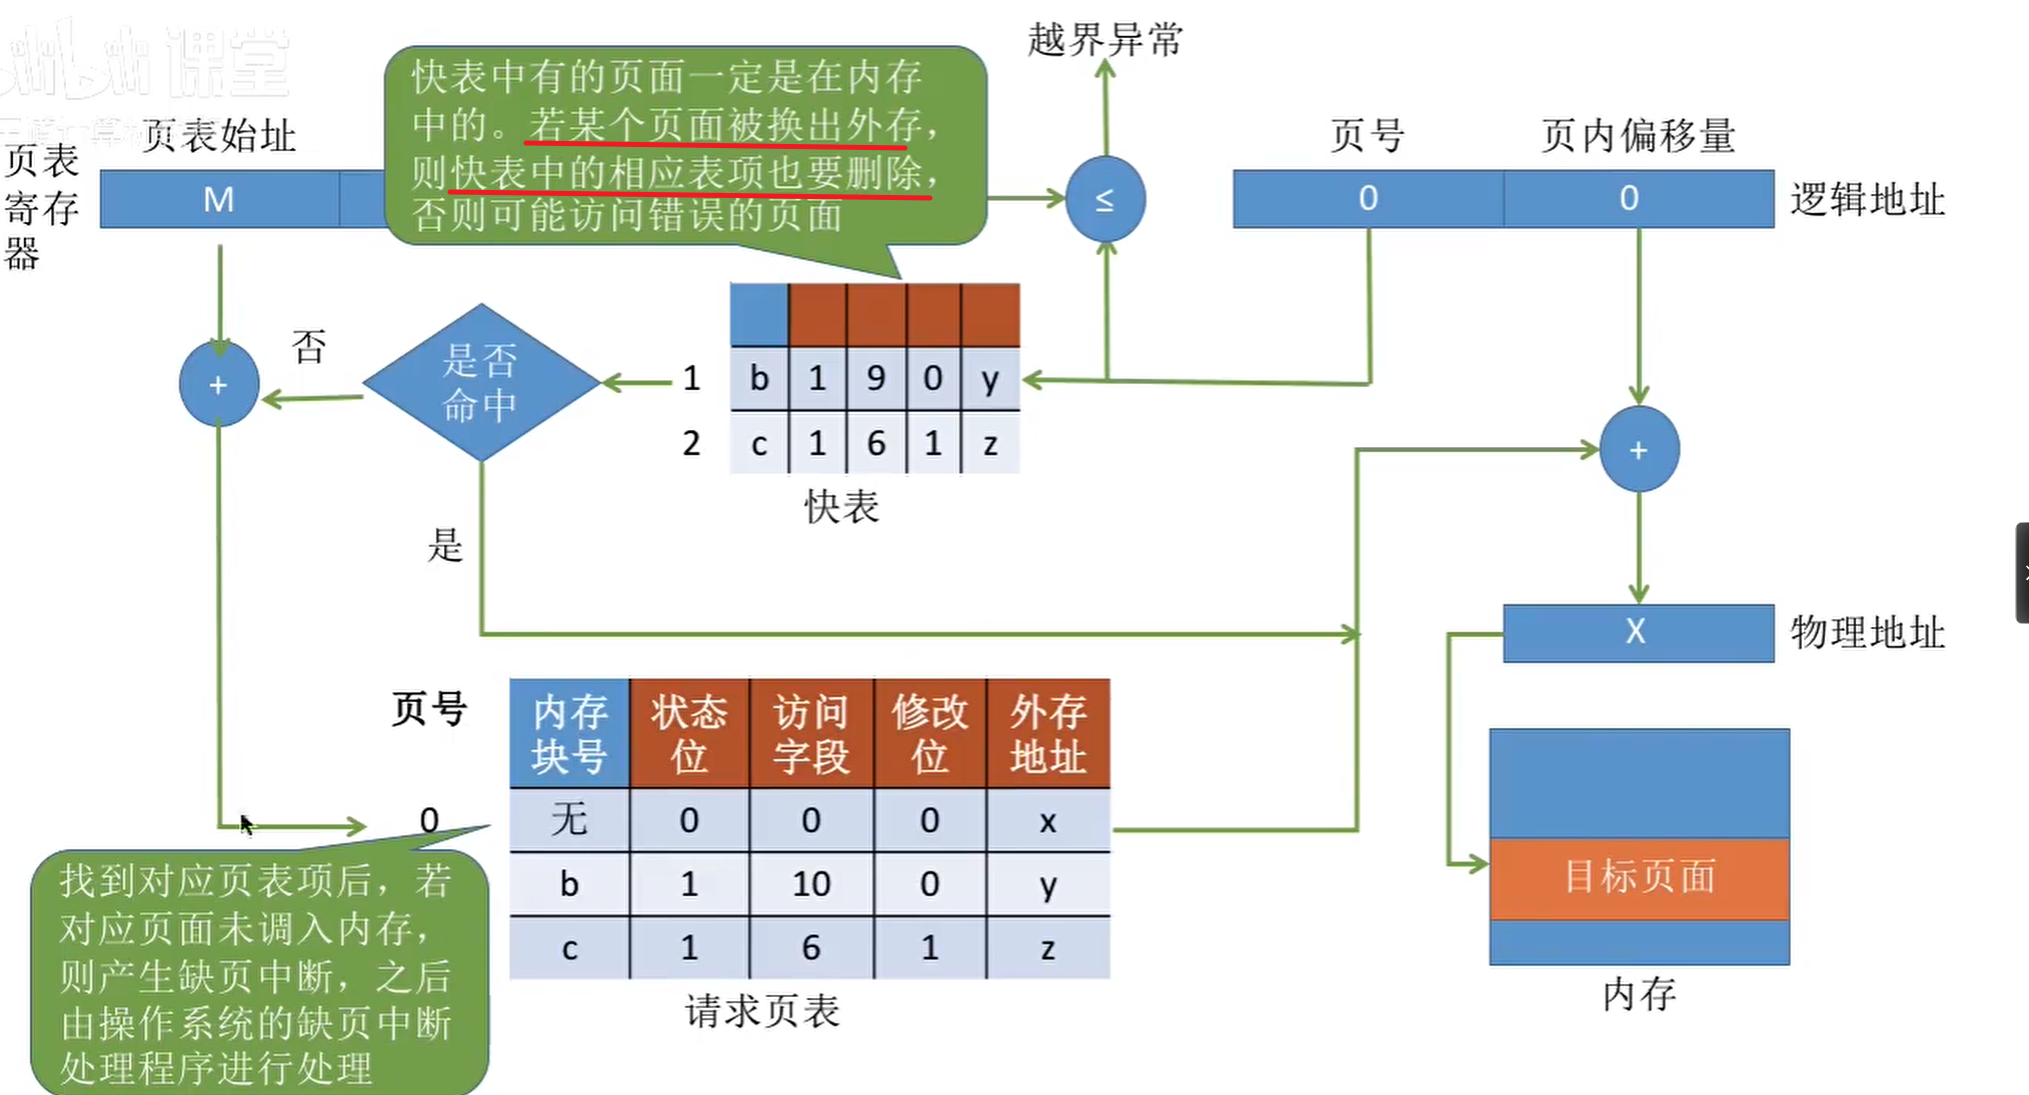 课堂
越界异常
快表中有的页面一定是在内存
中的。若某个页面被换出外存，
则快表中的相应表项也要删除，
否则可能访问错误的页面
页表始址
页表
寄存
器
M
≤
页号 页内偏移量
0 0 逻辑地址
+
否
是否
命中
1 b 1 9 0 y
2 c 1 6 1 z
快表
是
+
X 物理地址
页号 内存块号 状态位 访问字段 修改位 外存地址
0 无 0 0 0 x
b 1 10 0 y
c 1 6 1 z
请求页表
目标页面
内存
找到对应页表项后，若
对应页面未调入内存，
则产生缺页中断，之后
由操作系统的缺页中断
处理程序进行处理